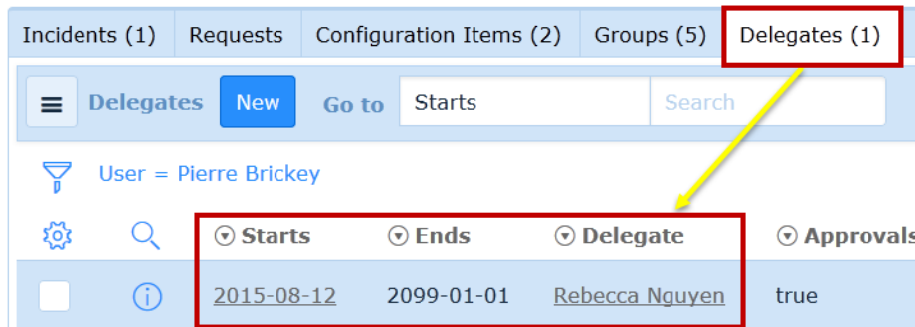 Incidents (1) Requests Configuration Items (2) Groups (5) Delegates (1)
Delegates New Go to Starts Search
User = Pierre Brickey
Starts Ends Delegate Approvals
2015-08-12 2099-01-01 Rebecca Nguyen true